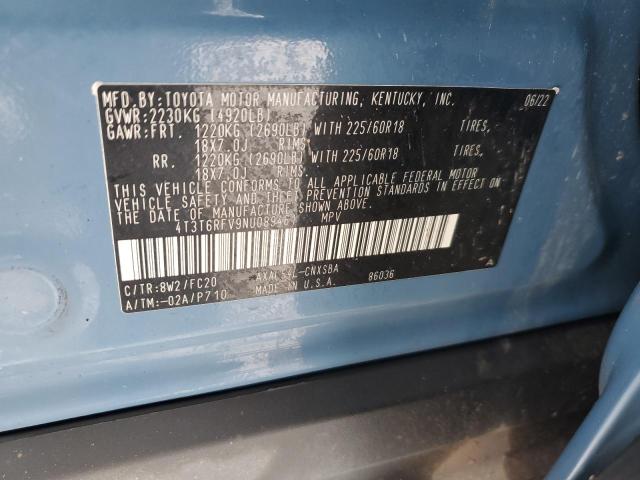 MFD.BY:TOYOTA MOTOR MANUFACTURING, KENTUCKY, INC. 06/22
GVWR:2230KG (4920LB)
GAWR:FRT. 1220KG (2690LB) WITH 225/60R18 TIRES,
18X7.0J RIMS.
RR. 1220KG (2690LB) WITH 225/60R18 TIRES,
18X7.0J RIMS.
THIS VEHICLE CONFORMS TO ALL APPLICABLE FEDERAL MOTOR
VEHICLE SAFETY STANDARDS IN EFFECT ON THE DATE OF
MANUFACTURE SHOWN ABOVE.
MPV
C/TR:8W2/FC20 86036 A
A/TM:-02A/P710 MADE IN U.S.A.